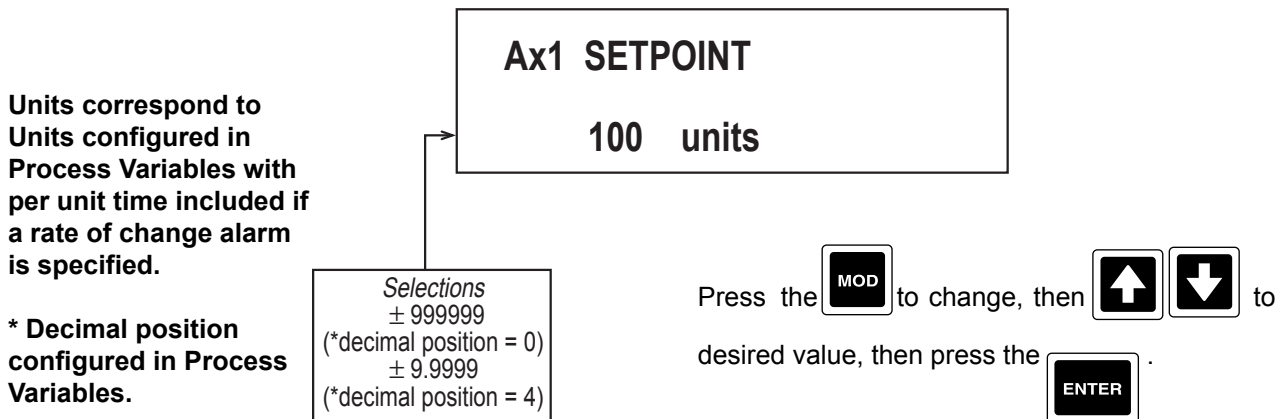 Ax1 SETPOINT
100 units
Units correspond to
Units configured in
Process Variables with
per unit time included if
a rate of change alarm
is specified.
* Decimal position
configured in Process
Variables.
Selections
± 999999
(*decimal position = 0)
± 9.9999
(*decimal position = 4)
Press the MOD to change, then to
desired value, then press the ENTER .